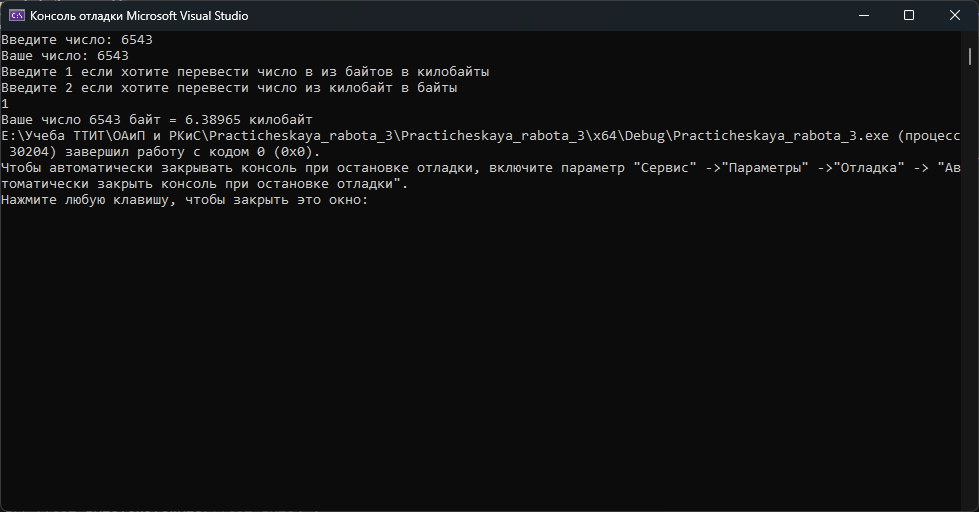 Консоль отладки Microsoft Visual Studio
Введите число: 6543
Ваше число: 6543
Введите 1 если хотите перевести число в из байтов в килобайты
Введите 2 если хотите перевести число из килобайт в байты
1
Ваше число 6543 байт = 6.38965 килобайт
E:\Учеба ТТИТ\ОАиП и РКиС\Practicheskaya_rabota_3\Practicheskaya_rabota_3\x64\Debug\Practicheskaya_rabota_3.exe (процесс
30204) завершил работу с кодом 0 (0x0).
Чтобы автоматически закрывать консоль при остановке отладки, включите параметр "Сервис" ->"Параметры" ->"Отладка" -> "Ав
томатически закрыть консоль при остановке отладки".
Нажмите любую клавишу, чтобы закрыть это окно: